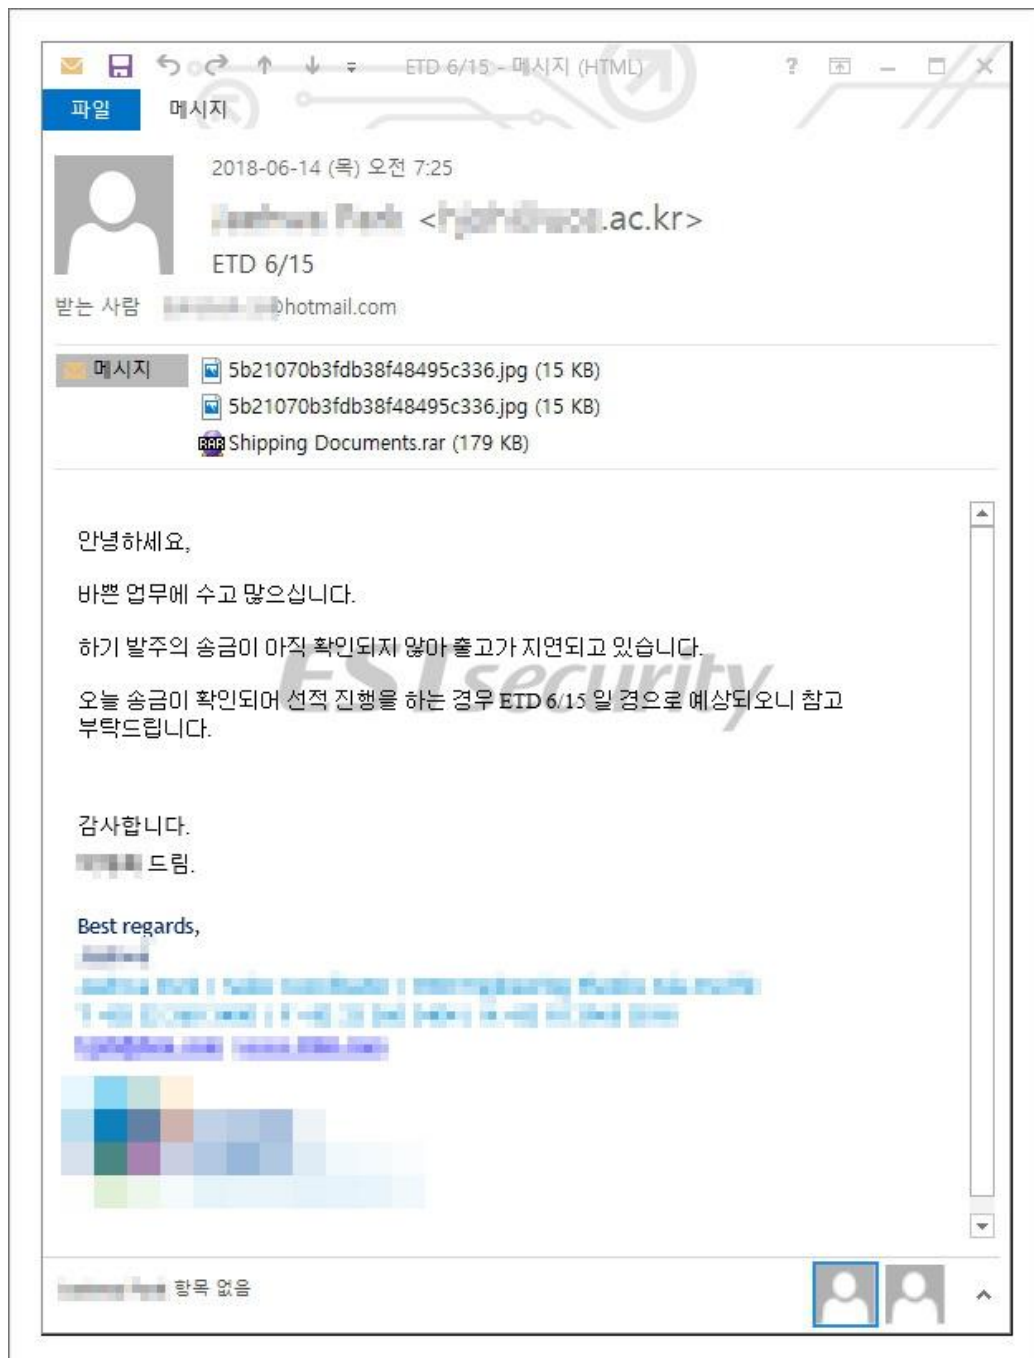 ETD 6/15 - 메시지 (HTML)
파일 메시지
2018-06-14 (목) 오전 7:25
.ac.kr>
ETD 6/15
받는 사람 @hotmail.com
메시지 5b21070b3fdb38f48495c336.jpg (15 KB)
5b21070b3fdb38f48495c336.jpg (15 KB)
RAR Shipping Documents.rar (179 KB)
안녕하세요,
바쁜 업무에 수고 많으십니다.
하기 발주의 송금이 아직 확인되지 않아 출고가 지연되고 있습니다.
ESTsecurity
오늘 송금이 확인되어 선적 진행을 하는 경우 ETD 6/15 일 경으로 예상되오니 참고
부탁드립니다.
감사합니다.
드림.
Best regards,
항목 없음